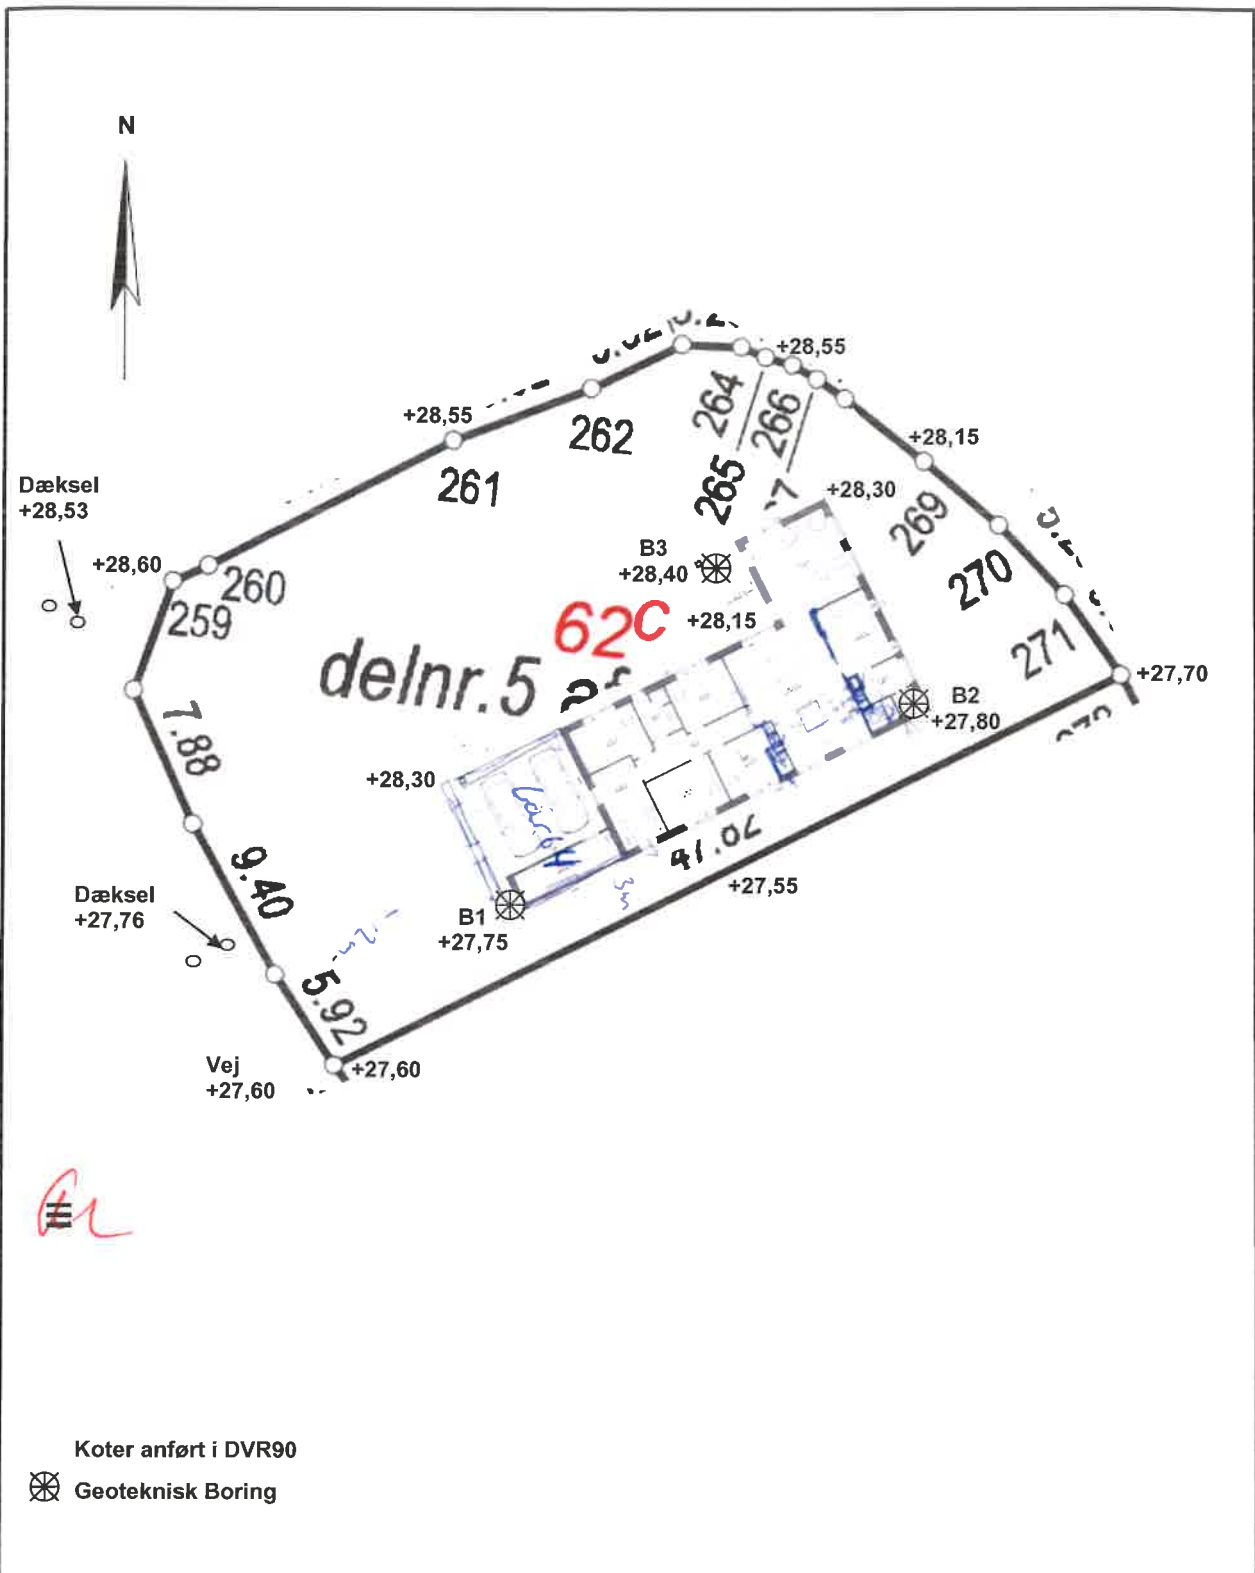 N
+28,55
264
266
+28,55
262
+28,15
261
265
+28,30
Dæksel
+28,53
269
B3
+28,40
+28,60
260
270
259
62C
+28,15
271
delnr.5
+27,70
B2
+27,80
7.88
+28,30
41.02
+27,55
9.40
3m
Dæksel
+27,76
B1
+27,75
5.92
Vej
+27,60
+27,60
Koter anført i DVR90
Geoteknisk Boring